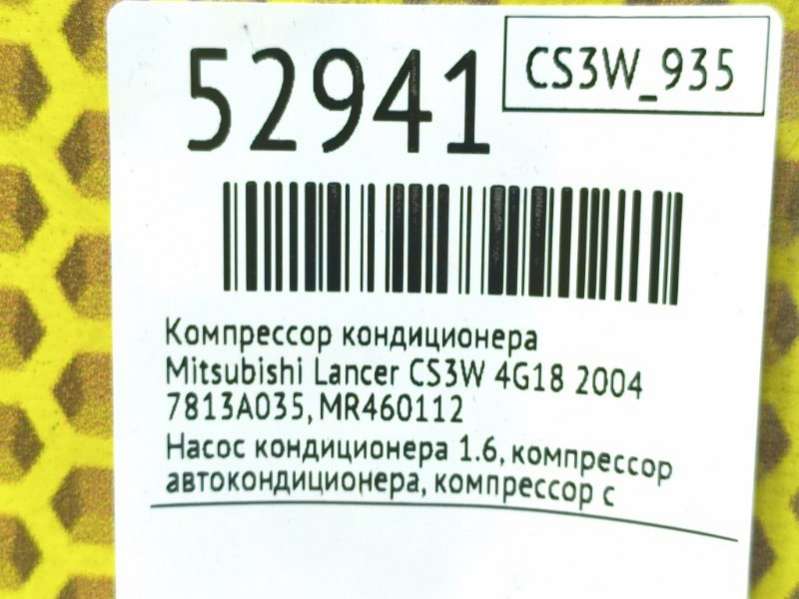 52941
CS3W_935
Компрессор кондиционера
Mitsubishi Lancer CS3W 4G18 2004
7813A035, MR460112
Насос кондиционера 1.6, компрессор
автокондиционера, компрессор с